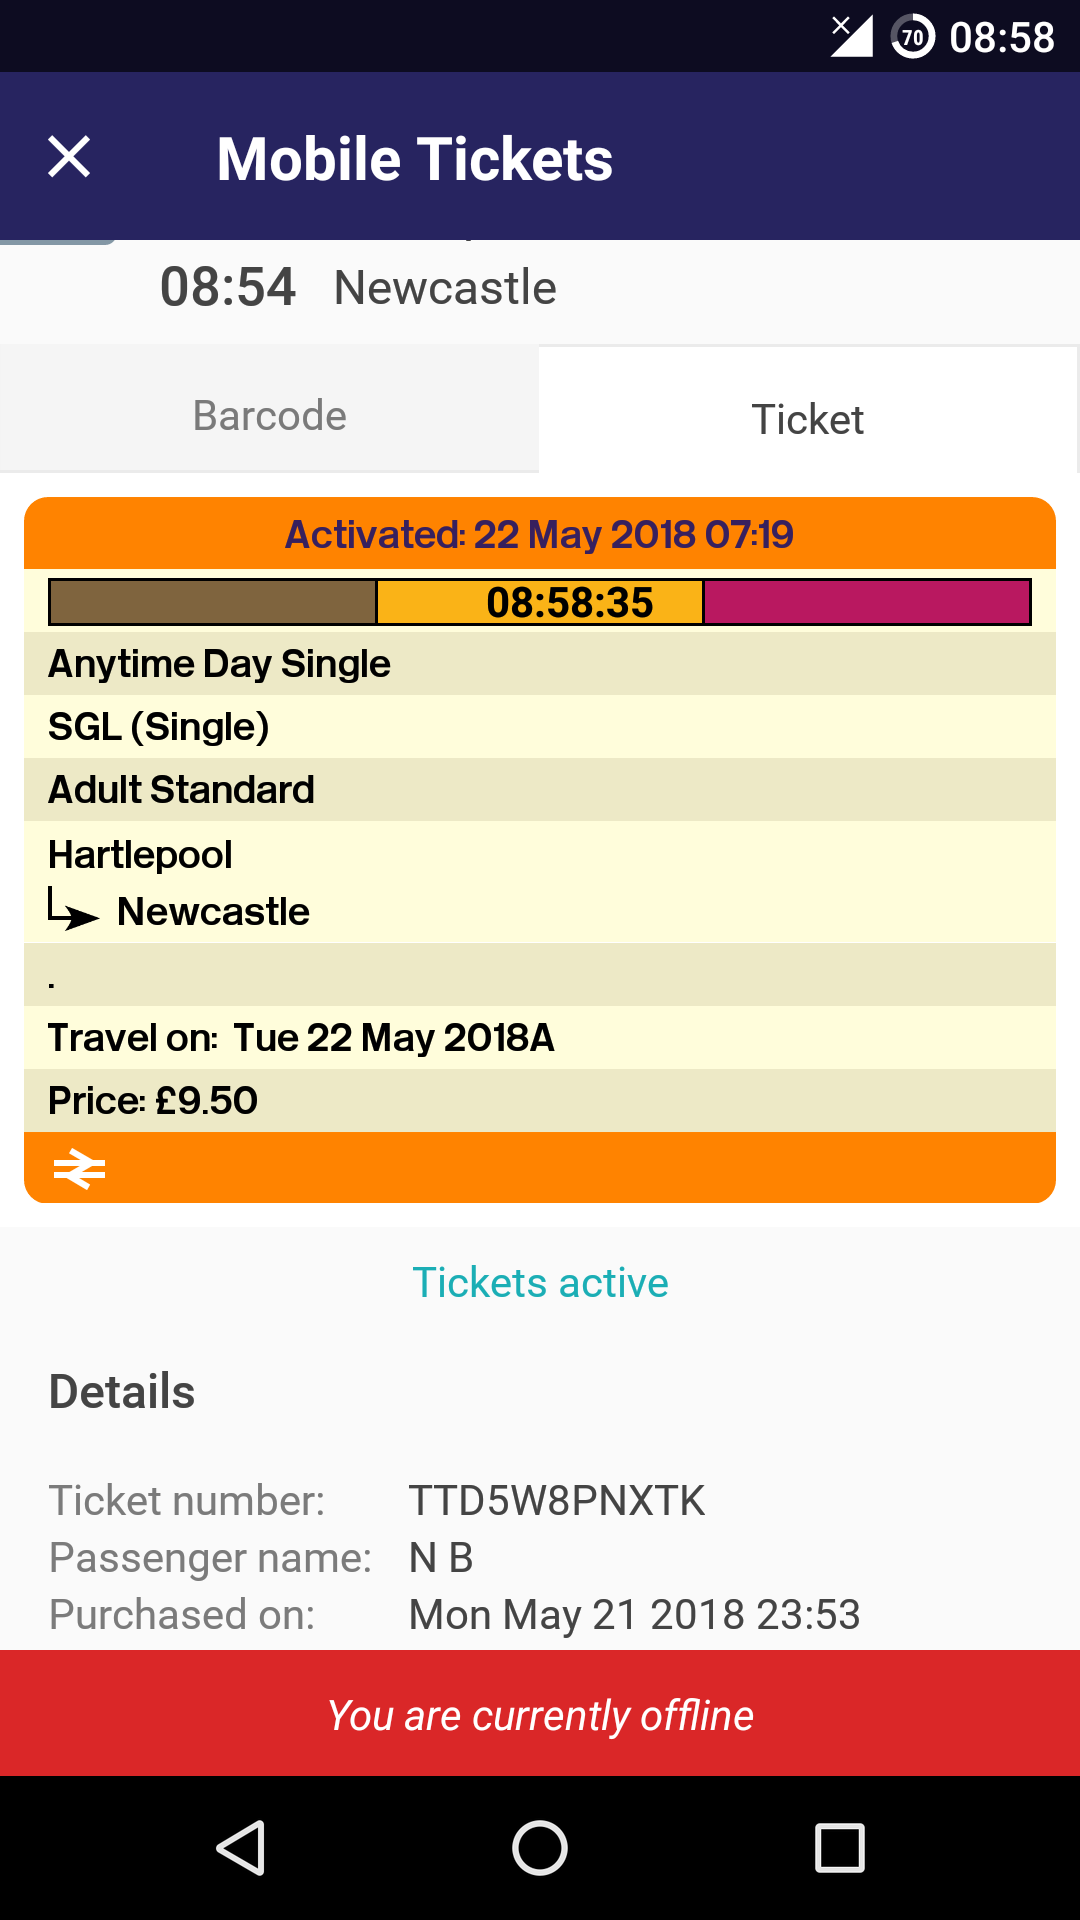 70 08:58
Mobile Tickets
08:54 Newcastle
Barcode Ticket
Activated: 22 May 2018 07:19
08:58:35
Anytime Day Single
SGL (Single)
Adult Standard
Hartlepool
Newcastle
.
Travel on: Tue 22 May 2018A
Price: £9.50
Tickets active
Details
Ticket number: TTD5W8PNXTK
Passenger name: N B
Purchased on: Mon May 21 2018 23:53
You are currently offline